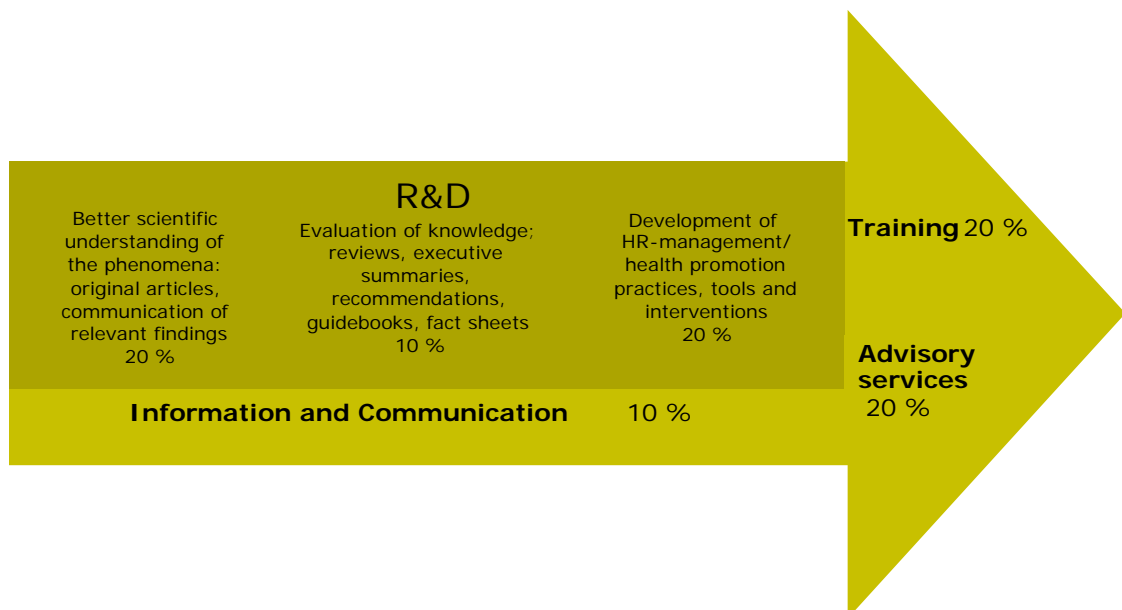 R&D
Better scientific
understanding of
the phenomena:
original articles,
communication of
relevant findings
20 %
Evaluation of knowledge;
reviews, executive
summaries,
recommendations,
guidebooks, fact sheets
10 %
Development of
HR-management/
health promotion
practices, tools and
interventions
20 %
Training 20 %
Advisory
services
20 %
Information and Communication 10 %